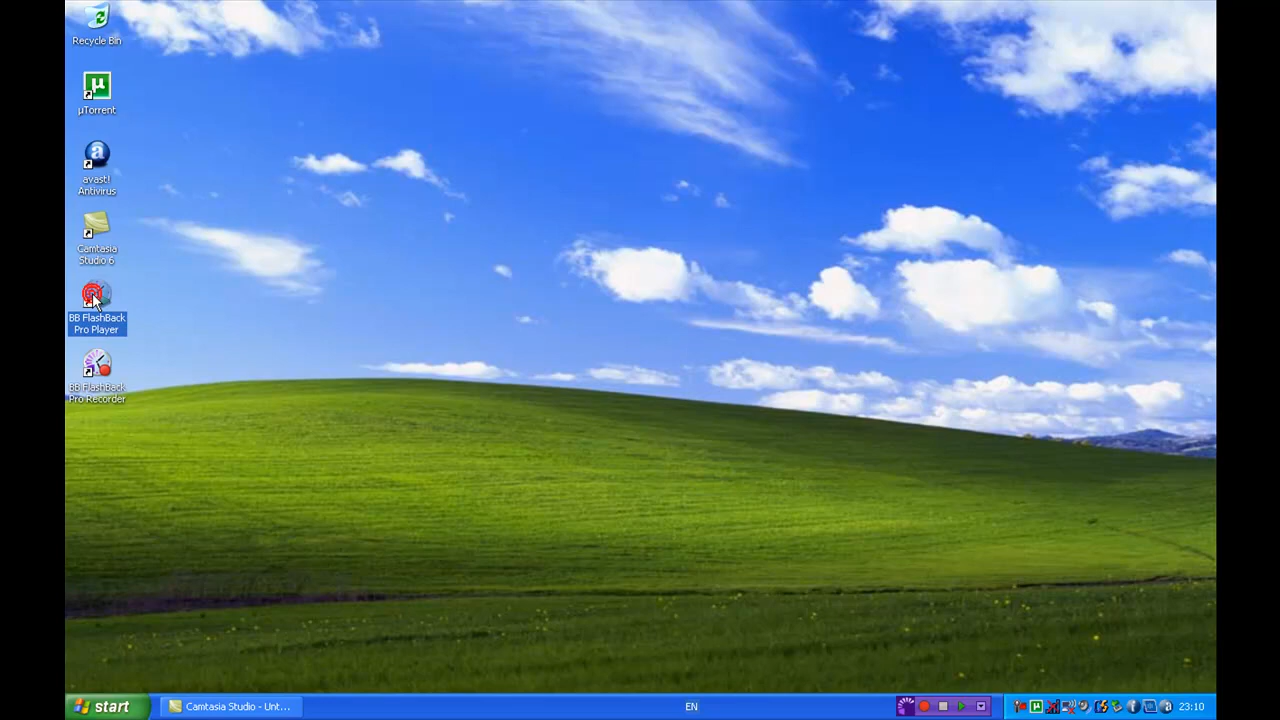 Recycle Bin
µTorrent
avast!
Antivirus
Camtasia
Studio 6
BB FlashBack
Pro Player
BB FlashBack
Pro Recorder
start
Camtasia Studio - Unt...
EN
23:10